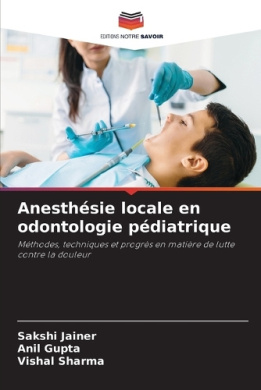 EDITIONS NOTRE SAVOIR
Anesthésie locale en
odontologie pédiatrique
Méthodes, techniques et progrès en matière de lutte
contre la douleur
Sakshi Jainer
Anil Gupta
Vishal Sharma